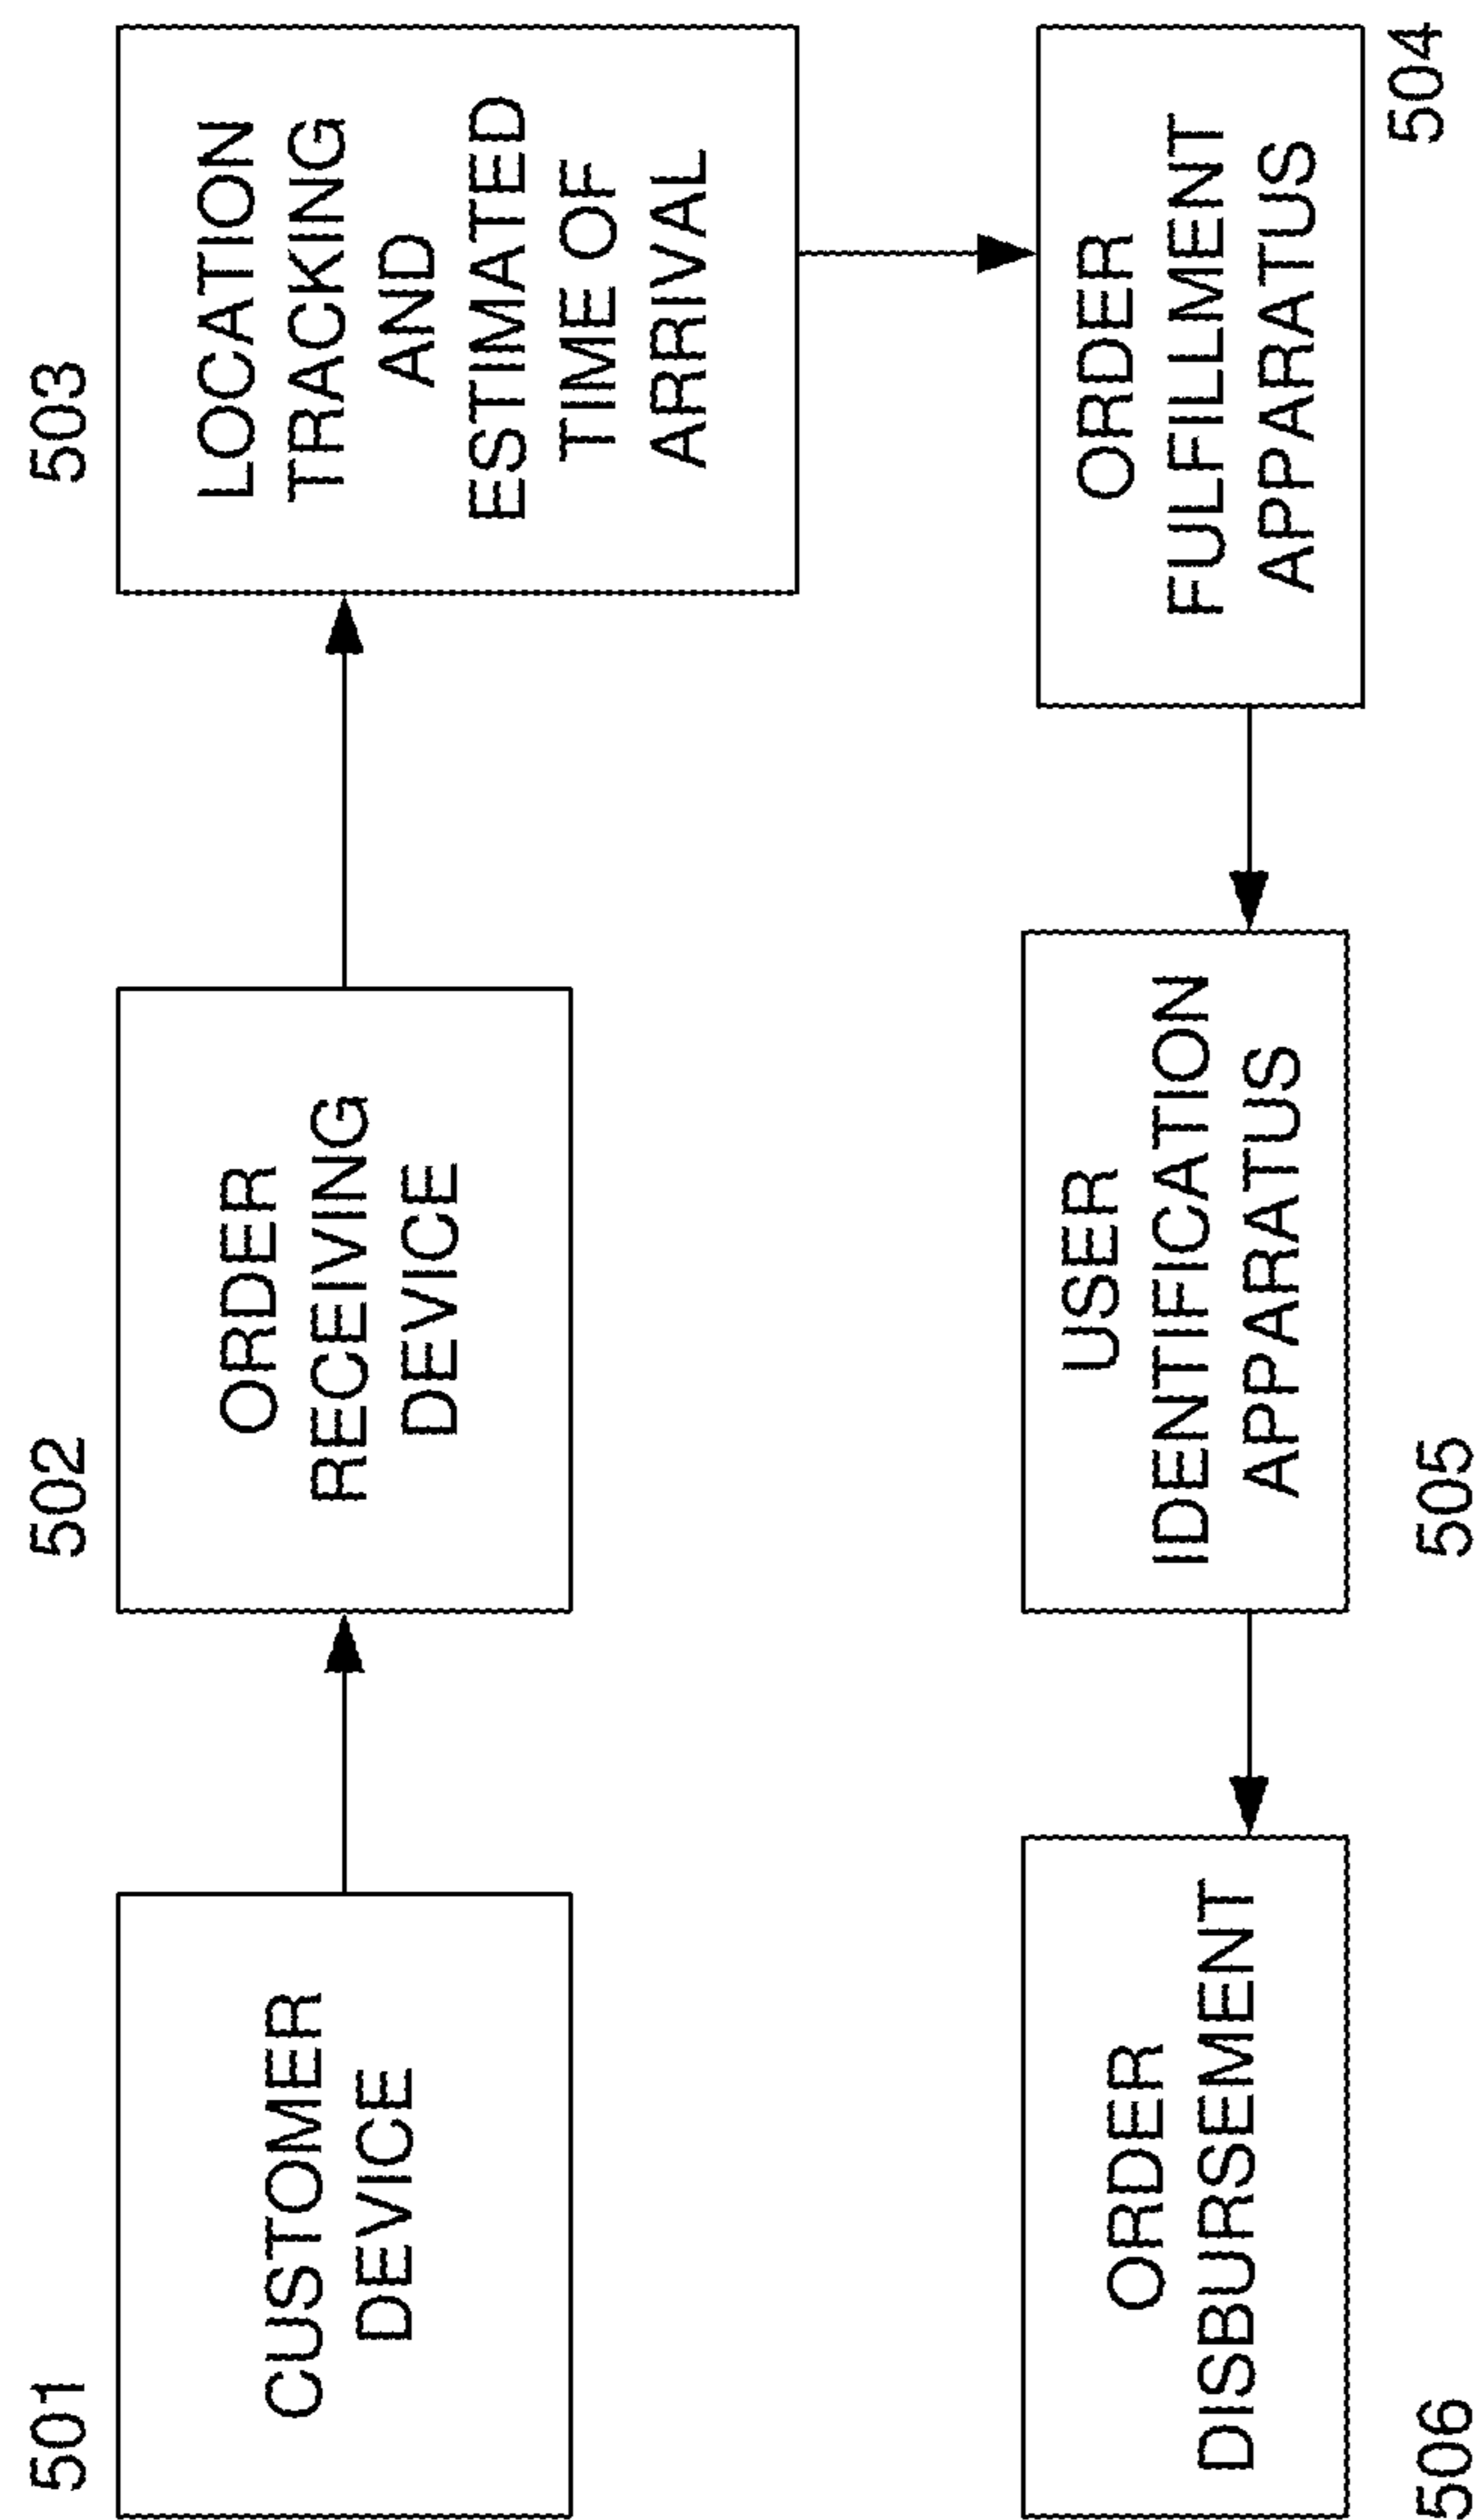 501
CUSTOMER
DEVICE
502
ORDER
RECEIVING
DEVICE
503
LOCATION
TRACKING
AND
ESTIMATED
TIME OF
ARRIVAL
ORDER
FULFILLMENT
APPARATUS
504
USER
IDENTIFICATION
APPARATUS
505
ORDER
DISBURSEMENT
506